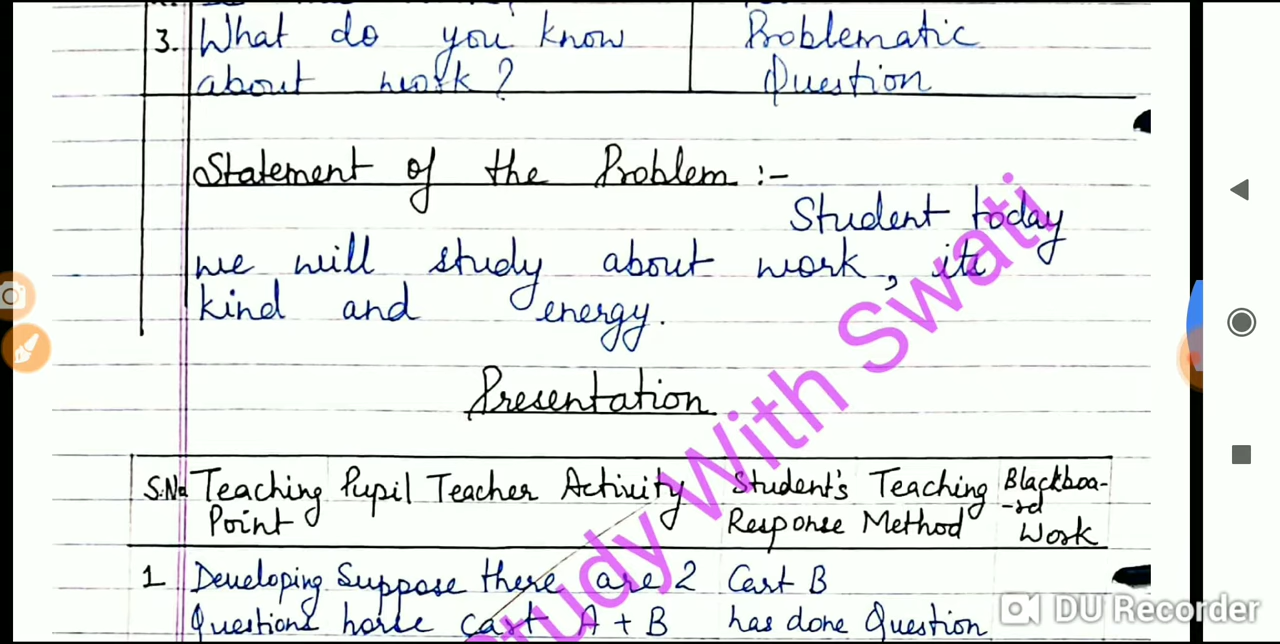 3. What do you know Problematic
about work ? Question
Statement of the Problem :-
Student today
we will study about work, its
kind and energy.
Presentation
S.No Teaching Pupil Teacher Activity Student's Teaching Blackboa-
Point Response Method -rd
Work
1 Developing Suppose there are 2 Cart B
Questions horse cart A + B has done Question
Study With Swati
DU Recorder